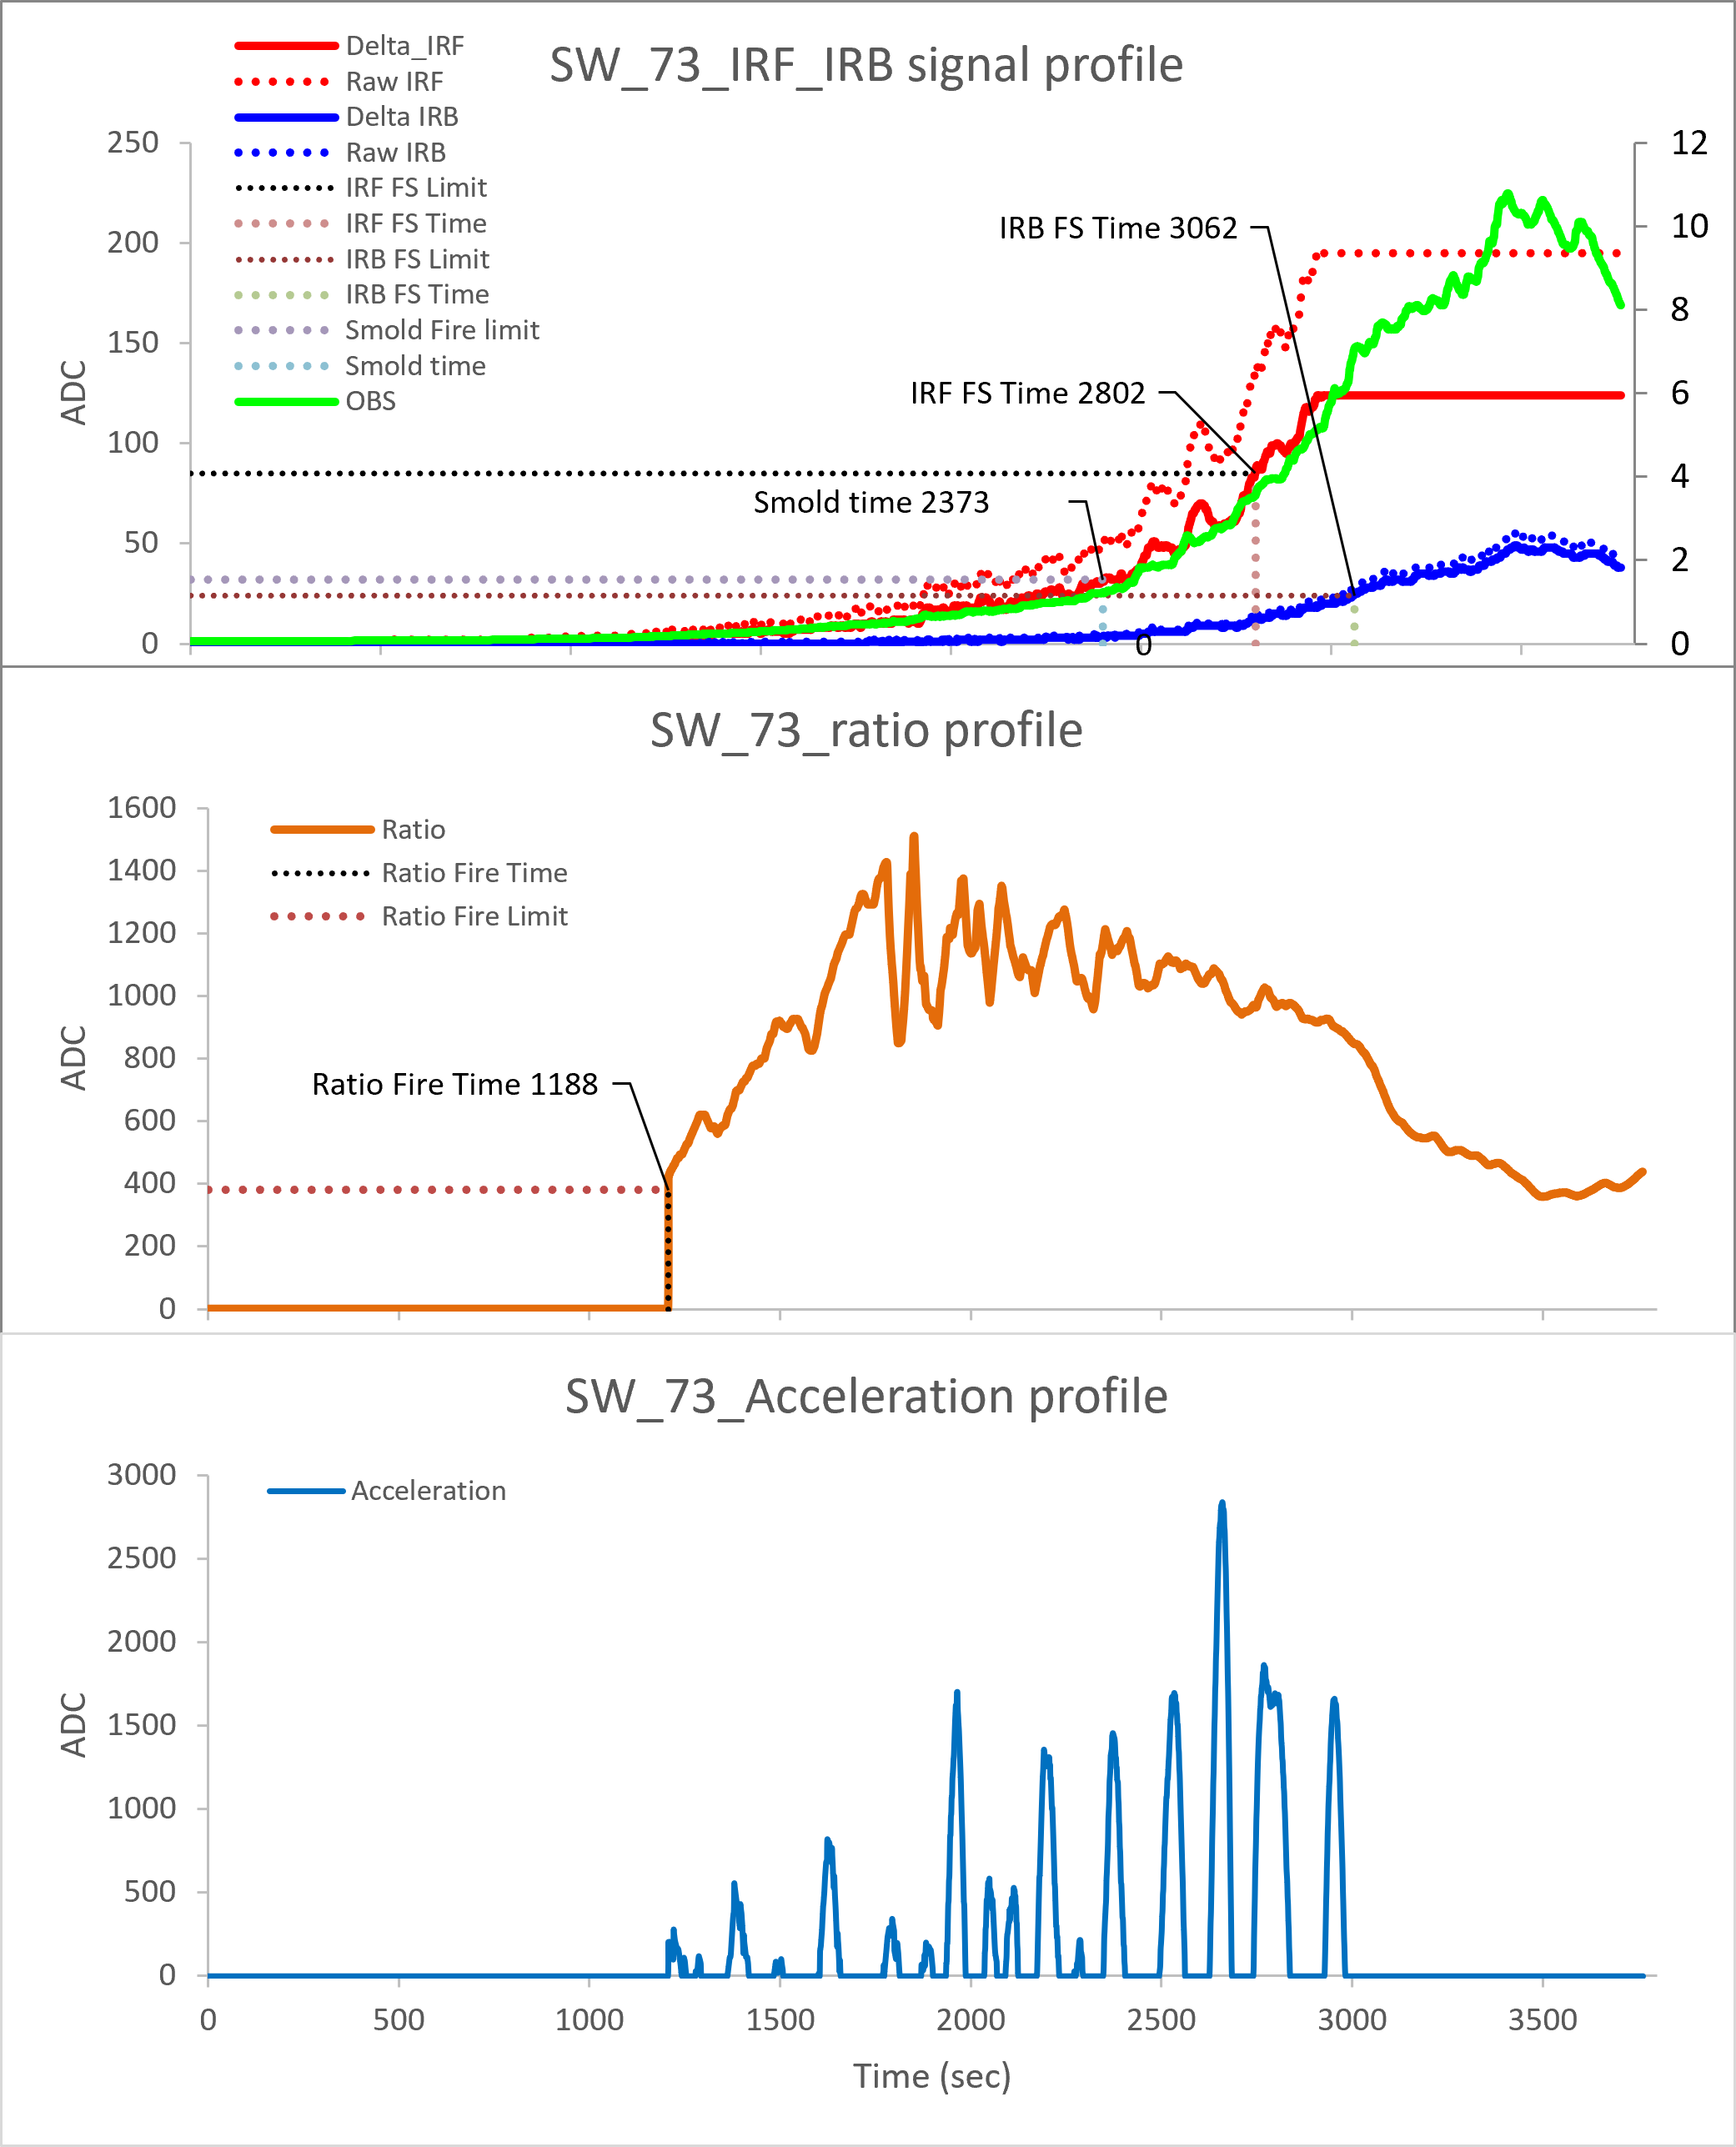 SW_73_IRF_IRB signal profile
Delta_IRF
Raw IRF
Delta IRB
Raw IRB
IRF FS Limit
IRF FS Time
IRB FS Limit
IRB FS Time
Smold Fire limit
Smold time
OBS
250
200
150
100
50
0
ADC
12
10
8
6
4
2
0
IRB FS Time 3062
IRF FS Time 2802
Smold time 2373
0
SW_73_ratio profile
1600
1400
1200
1000
800
600
400
200
0
ADC
Ratio
Ratio Fire Time
Ratio Fire Limit
Ratio Fire Time 1188
SW_73_Acceleration profile
3000
2500
2000
1500
1000
500
0
ADC
Acceleration
0 500 1000 1500 2000 2500 3000 3500
Time (sec)